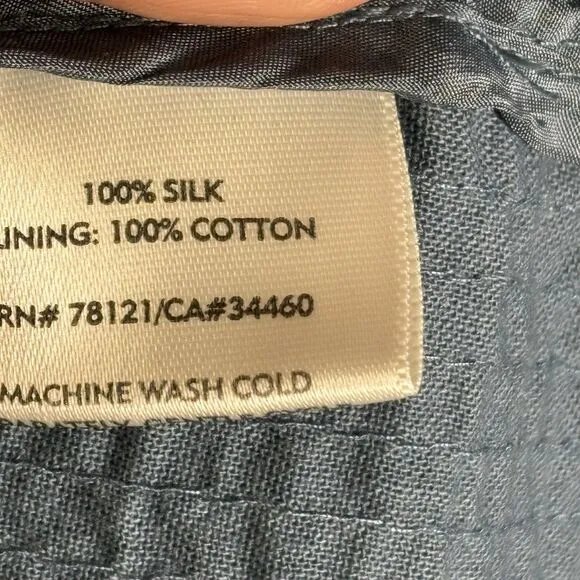 100% SILK
LINING: 100% COTTON
RN# 78121/CA#34460
MACHINE WASH COLD